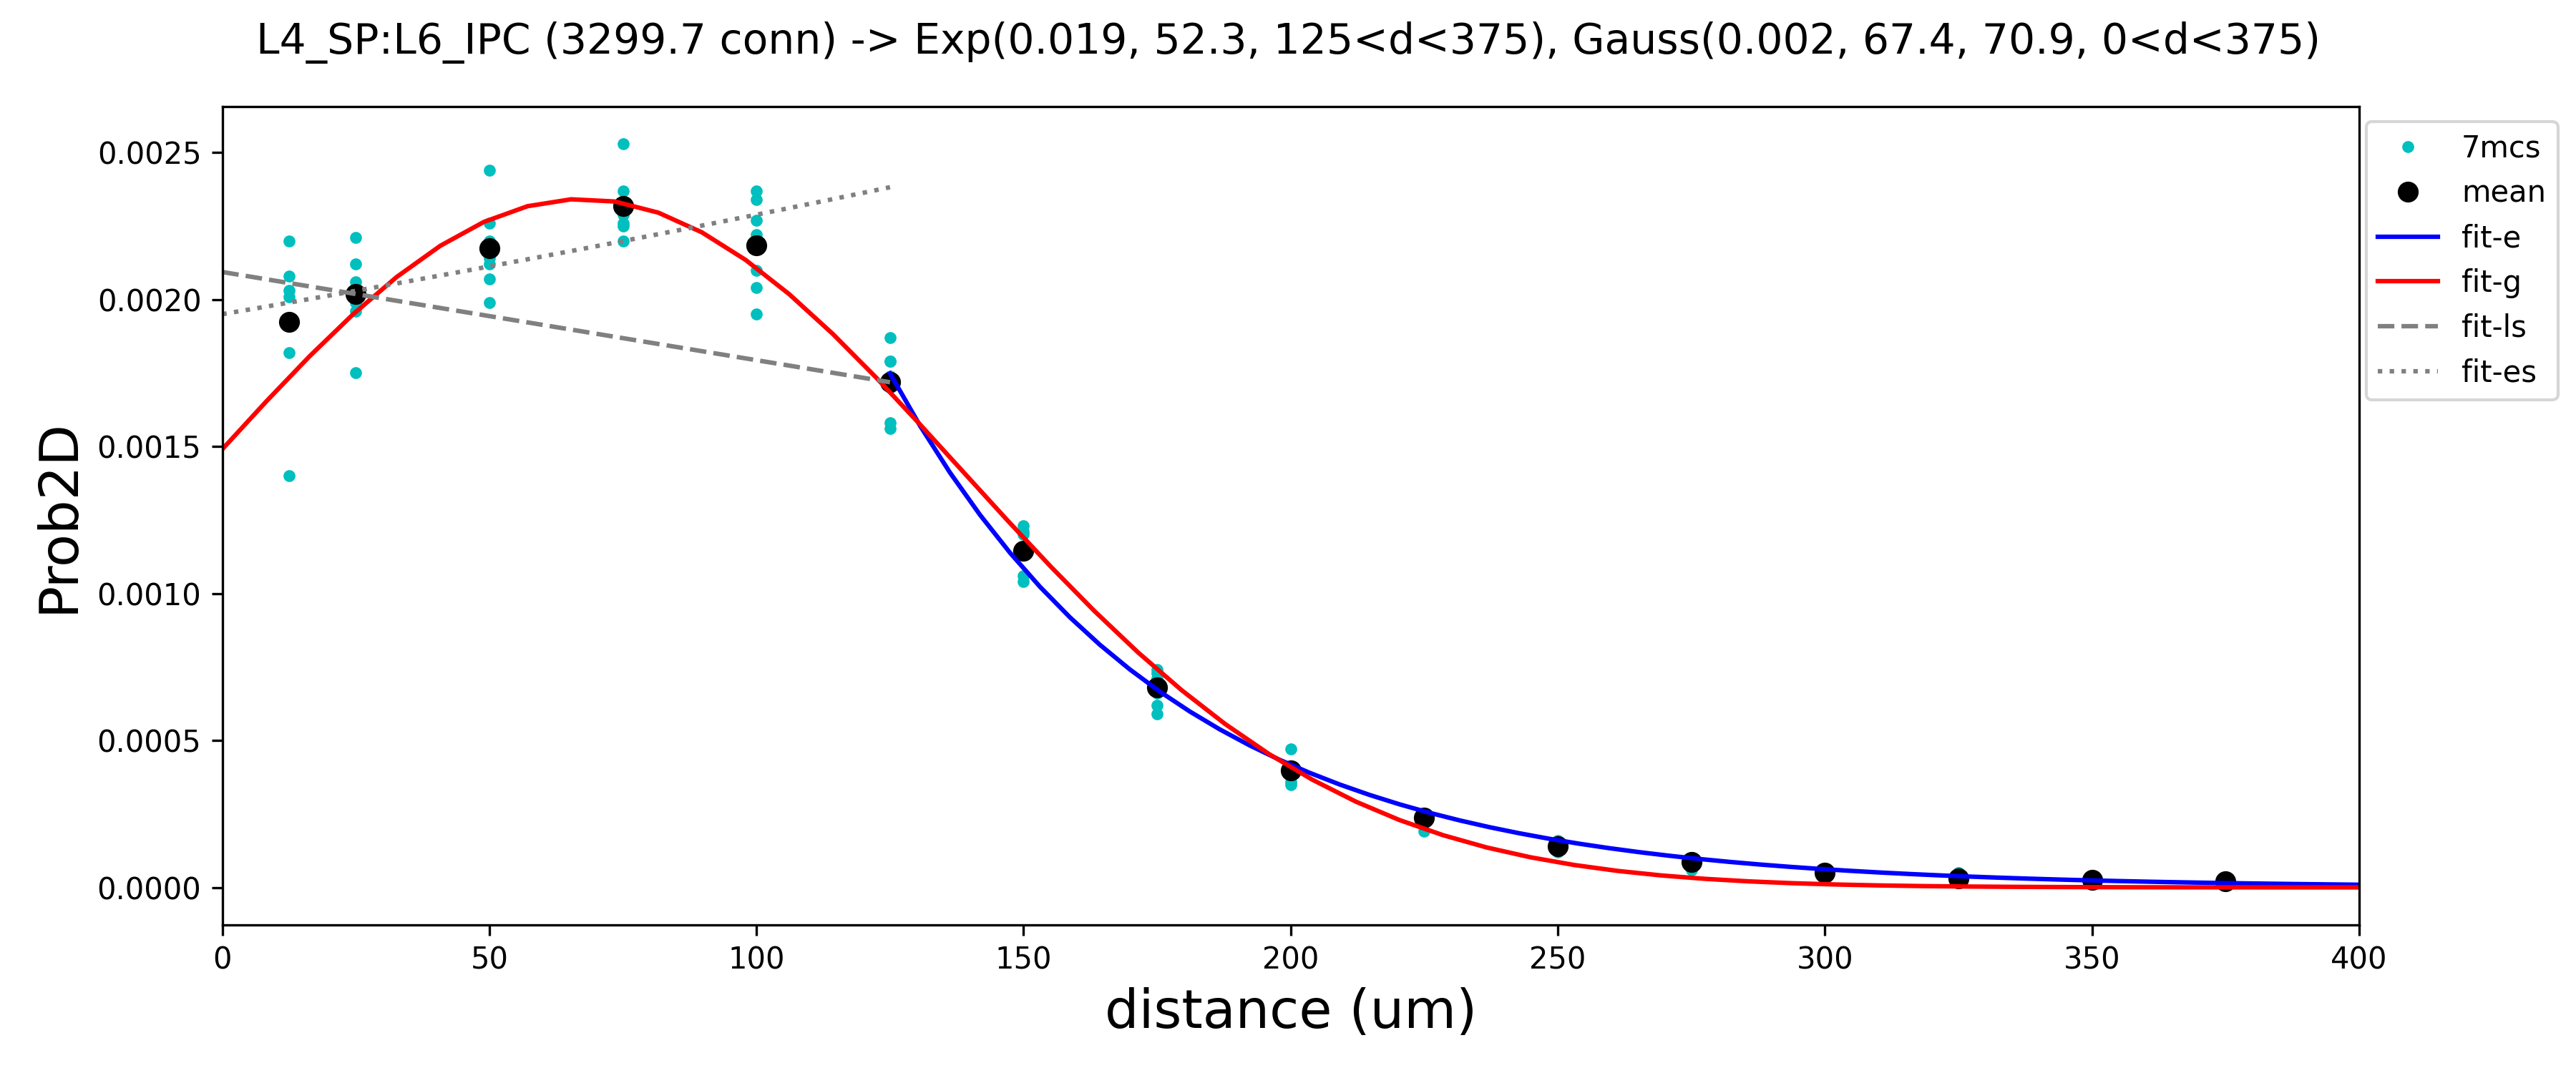 L4_SP:L6_IPC (3299.7 conn) -> Exp(0.019, 52.3, 125<d<375), Gauss(0.002, 67.4, 70.9, 0<d<375)
0.0025
0.0020
0.0015
0.0010
0.0005
0.0000
Prob2D
0 50 100 150 200 250 300 350 400
distance (um)
7mcs
mean
fit-e
fit-g
fit-ls
fit-es